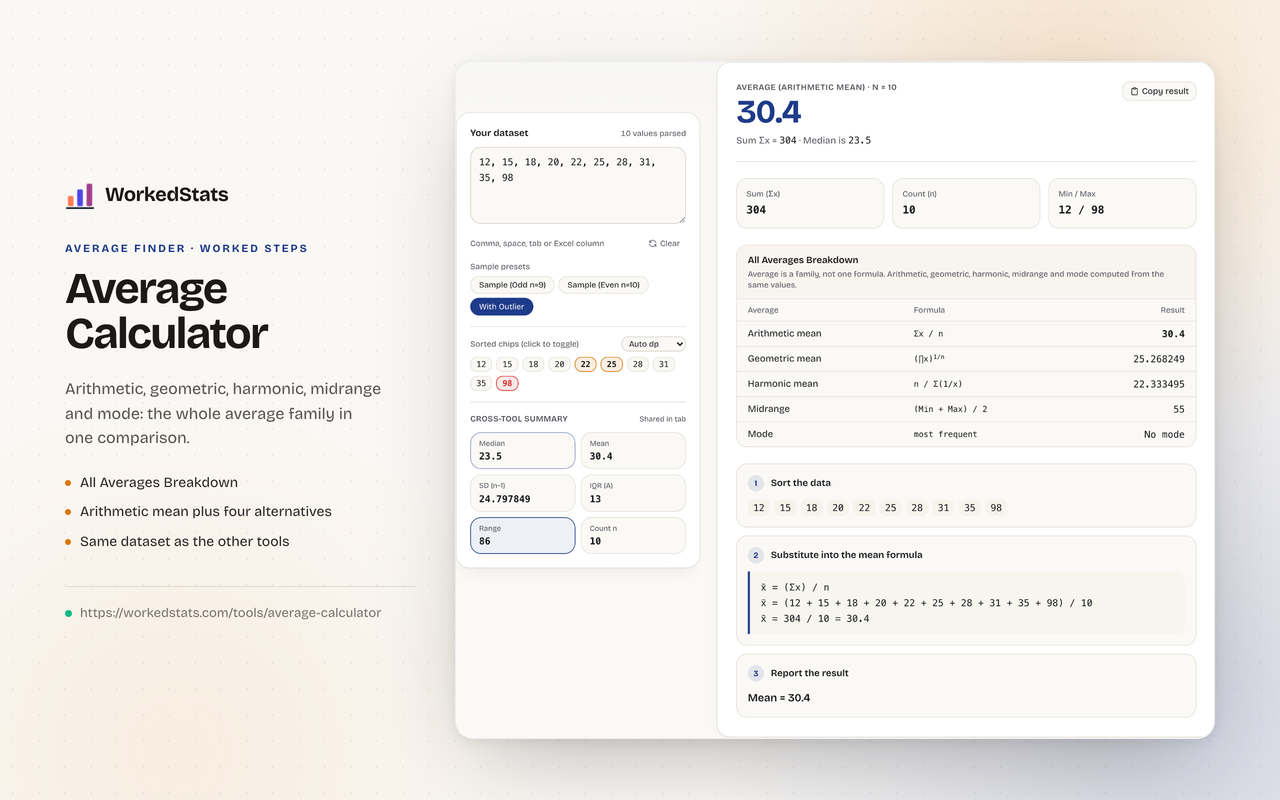 WorkedStats
AVERAGE FINDER · WORKED STEPS
Average
Calculator
Arithmetic, geometric, harmonic, midrange
and mode: the whole average family in
one comparison.
All Averages Breakdown
Arithmetic mean plus four alternatives
Same dataset as the other tools
https://workedstats.com/tools/average-calculator
Your dataset
10 values parsed
12, 15, 18, 20, 22, 25, 28, 31,
35, 98
Comma, space, tab or Excel column
Clear
Sample presets
Sample (Odd n=9)
Sample (Even n=10)
With Outlier
Sorted chips (click to toggle)
Auto dp
12 15 18 20 22 25 28 31
35 98
CROSS-TOOL SUMMARY
Shared in tab
Median
23.5
Mean
30.4
SD (n-1)
24.797849
IQR (A)
13
Range
86
Count n
10
AVERAGE (ARITHMETIC MEAN) · N = 10
30.4
Sum Σx = 304 · Median is 23.5
Copy result
Sum (Σx)
304
Count (n)
10
Min / Max
12 / 98
All Averages Breakdown
Average is a family, not one formula. Arithmetic, geometric, harmonic, midrange and mode computed from the
same values.
Average Formula Result
Arithmetic mean Σx / n 30.4
Geometric mean (∏x)¹/ⁿ 25.268249
Harmonic mean n / Σ(1/x) 22.333495
Midrange (Min + Max) / 2 55
Mode most frequent No mode
1 Sort the data
12 15 18 20 22 25 28 31 35 98
2 Substitute into the mean formula
x̄ = (Σx) / n
x̄ = (12 + 15 + 18 + 20 + 22 + 25 + 28 + 31 + 35 + 98) / 10
x̄ = 304 / 10 = 30.4
3 Report the result
Mean = 30.4